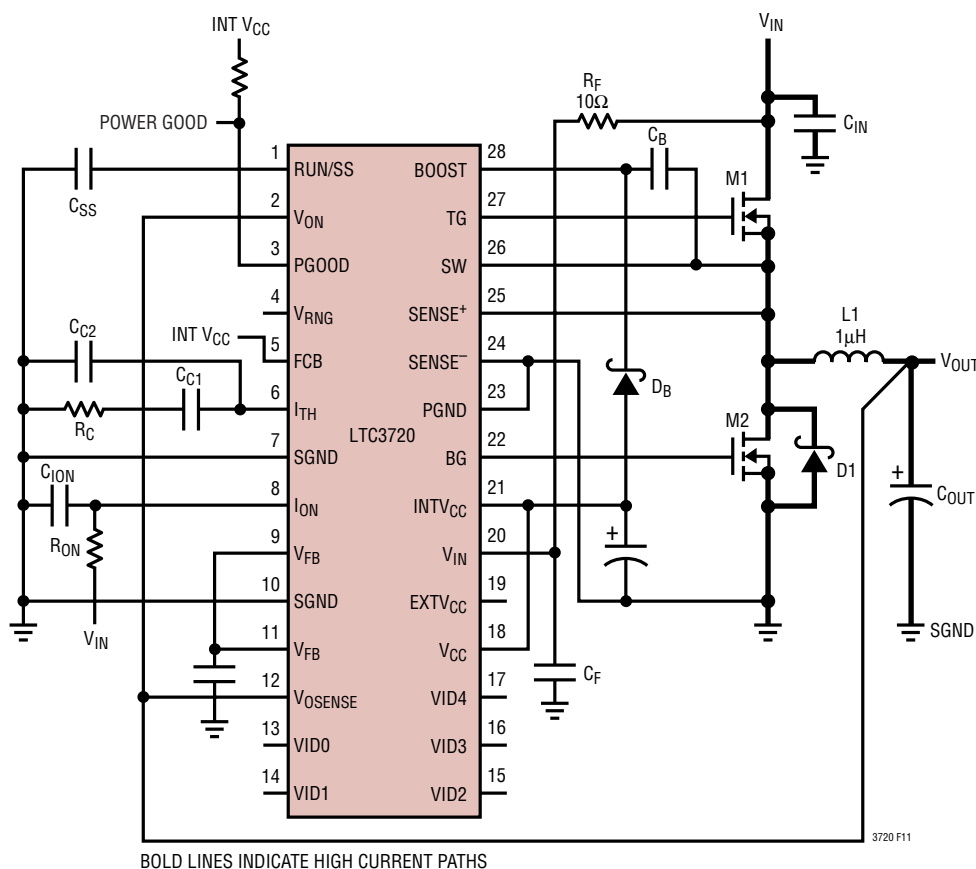 INT VCC
POWER GOOD
VIN
RF
10Ω
CB
CIN
CSS
1
RUN/SS
2
VON
3
PGOOD
4
VRNG
INT VCC
5
FCB
CC2
CC1
6
ITH
RC
7
SGND
CION
8
ION
RON
9
VFB
10
SGND
VIN
11
VFB
12
VOSENSE
13
VID0
14
VID1
LTC3720
28
BOOST
27
TG
26
SW
25
SENSE+
24
SENSE–
23
PGND
22
BG
21
INTVCC
20
VIN
19
EXTVCC
18
VCC
17
VID4
16
VID3
15
VID2
M1
L1
1μH
VOUT
DB
M2
D1
+
+
COUT
SGND
CF
3720 F11
BOLD LINES INDICATE HIGH CURRENT PATHS